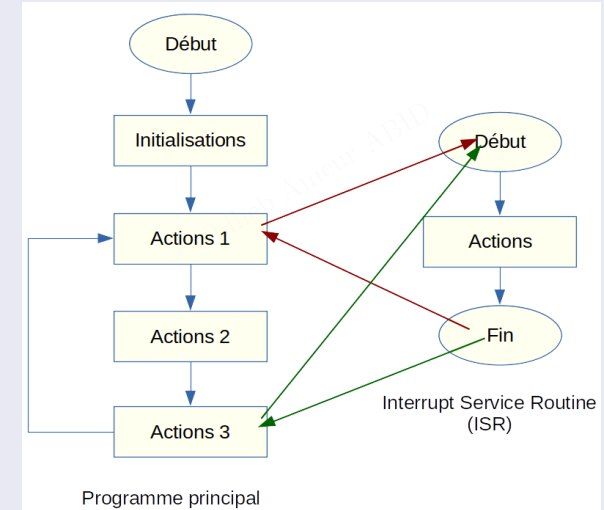 Début
Initialisations
Actions 1
Actions 2
Actions 3
Programme principal
Début
Actions
Fin
Interrupt Service Routine
(ISR)